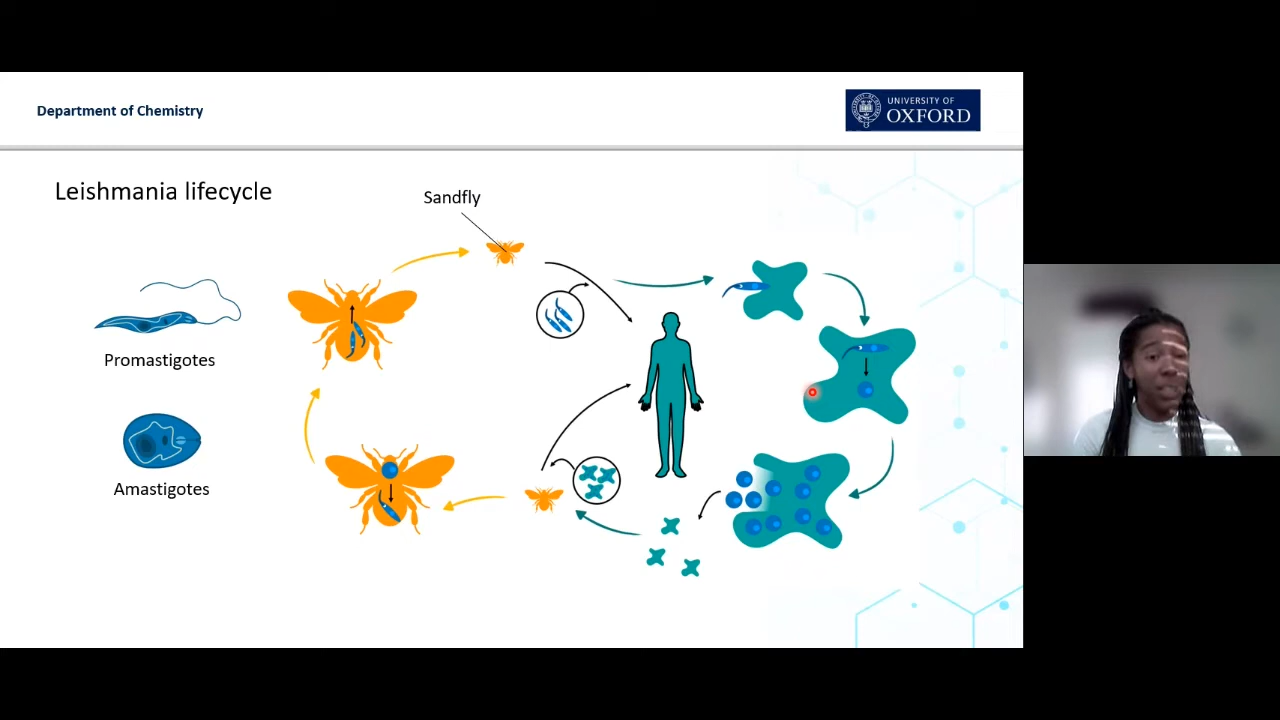 Department of Chemistry
UNIVERSITY OF
OXFORD
Leishmania lifecycle
Sandfly
Promastigotes
Amastigotes